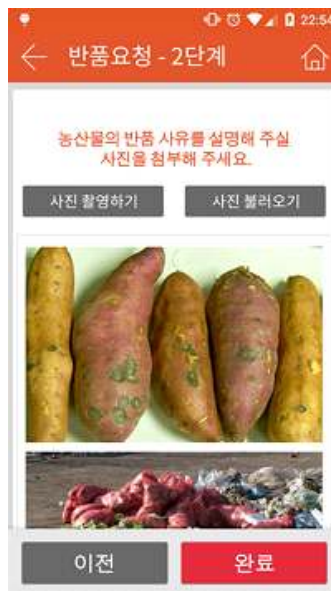 22:54
반품요청 - 2단계
농산물의 반품 사유를 설명해 주실
사진을 첨부해 주세요.
사진 촬영하기
사진 불러오기
이전
완료